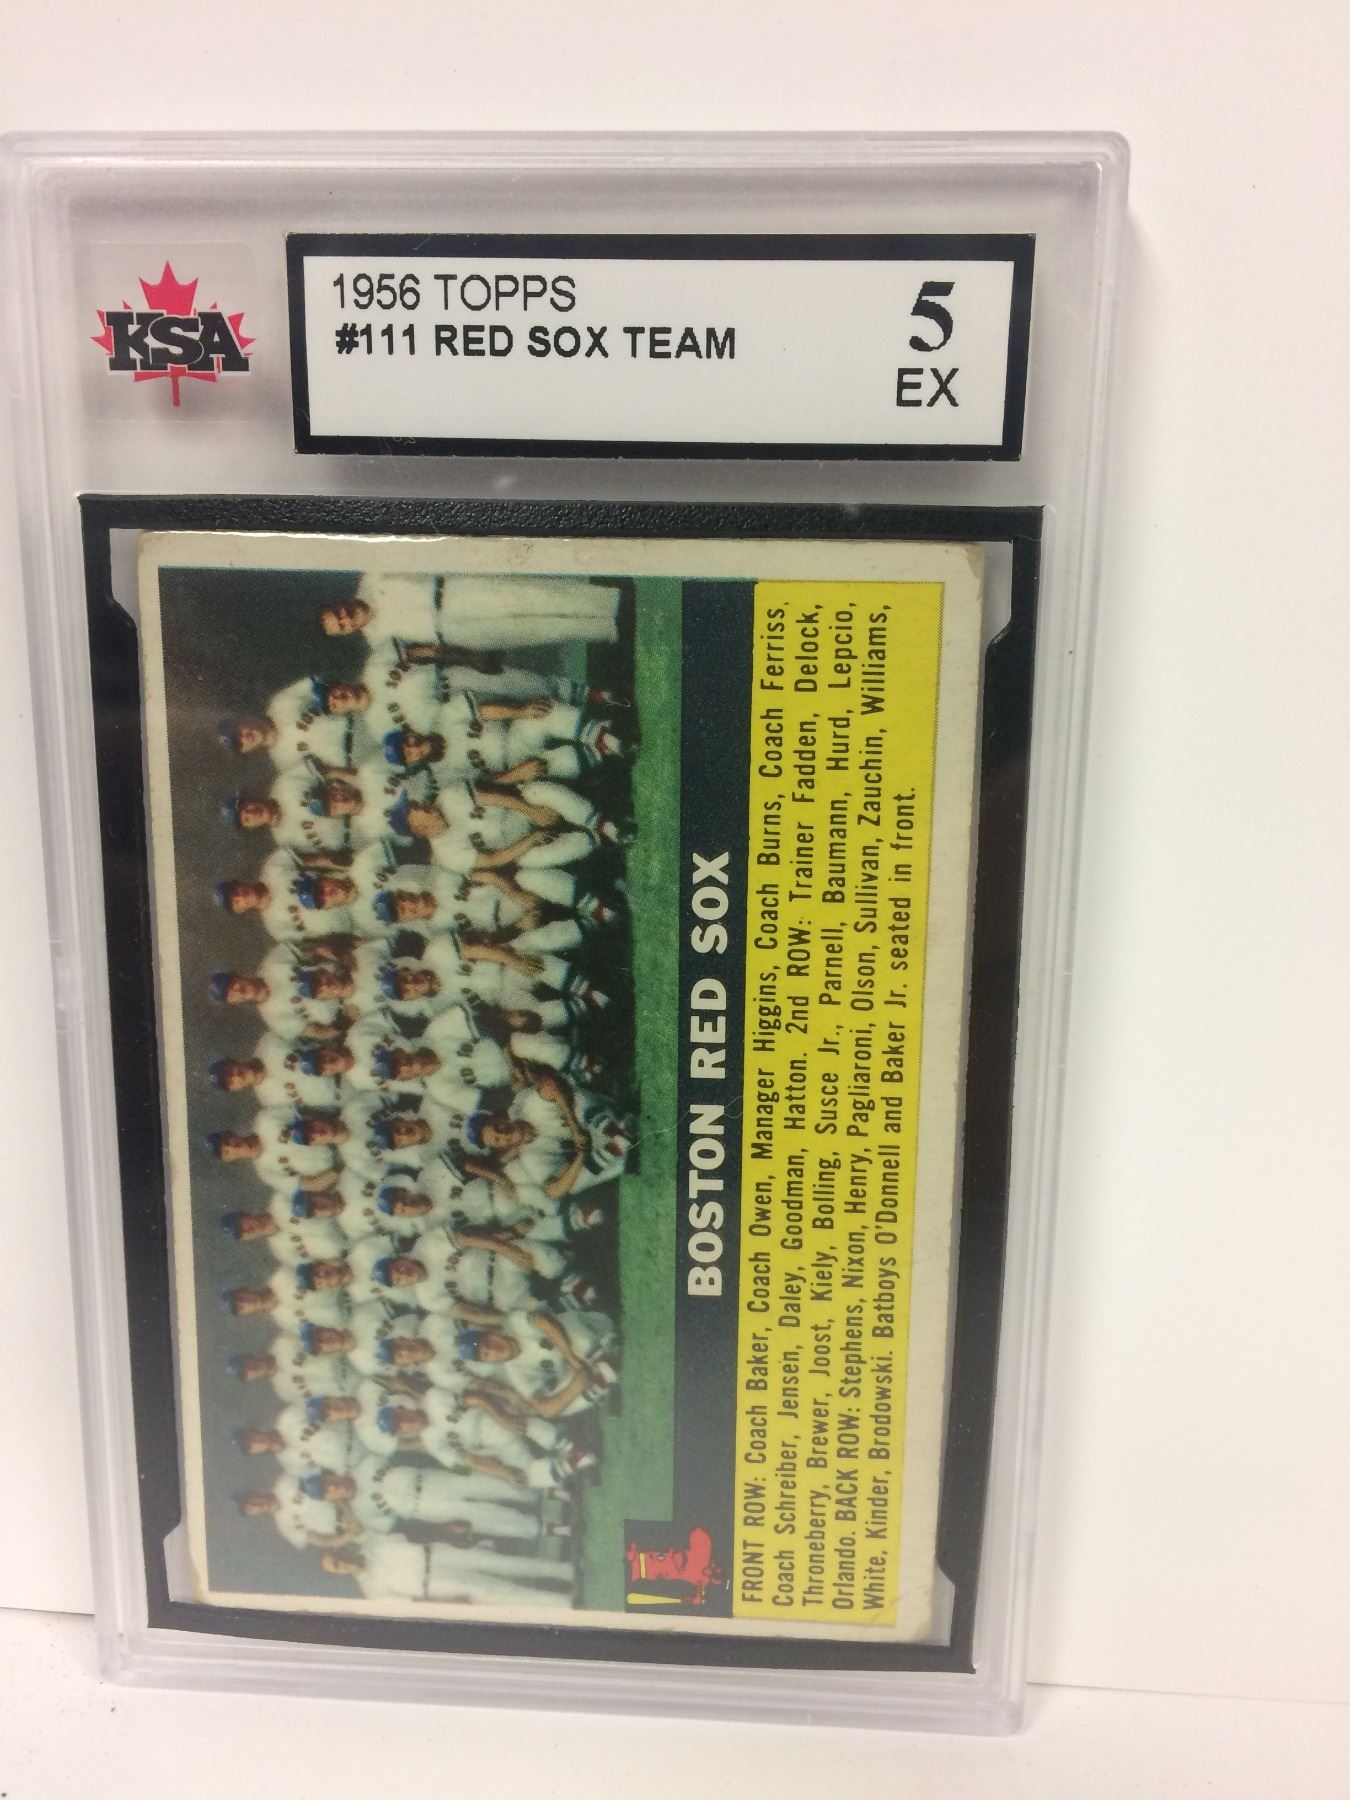 KSA
1956 TOPPS
#111 RED SOX TEAM
5
EX
BOSTON RED SOX
FRONT ROW: Coach Baker, Coach Owen, Manager Higgins, Coach Burns, Coach Ferriss,
Coach Schreiber, Jensen, Daley, Goodman, Hatton. 2nd ROW: Trainer Fadden, Delock,
Throneberry, Brewer, Joost, Kiely, Bolling, Susce Jr., Parnell, Baumann, Hurd, Lepcio,
Orlando. BACK ROW: Stephens, Nixon, Henry, Pagliaroni, Olson, Sullivan, Zauchin, Williams,
White, Kinder, Brodowski. Batboys O'Donnell and Baker Jr. seated in front.